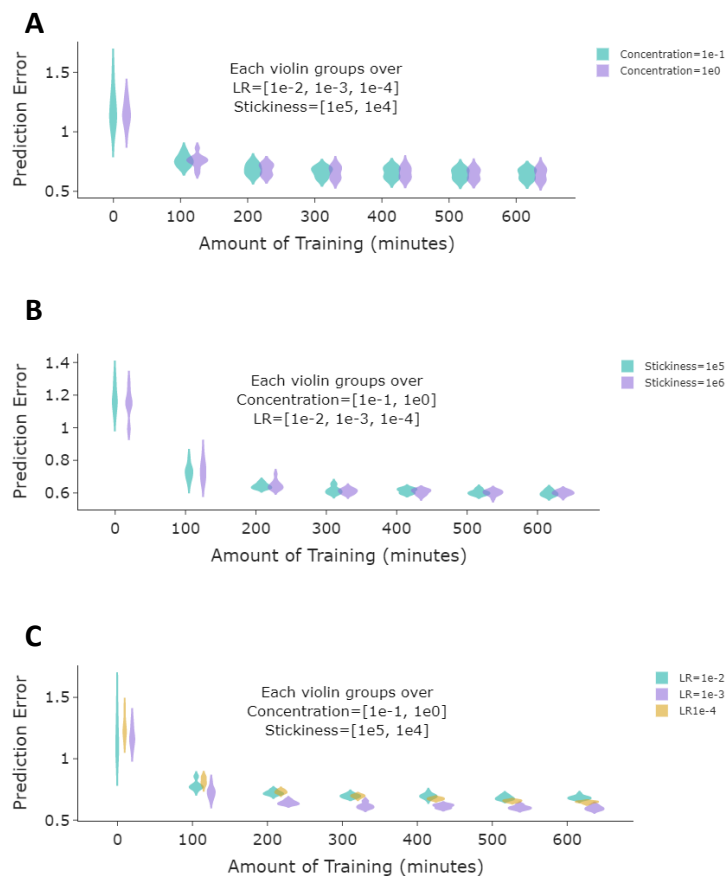 A
Prediction Error
1.5
1
0.5
Each violin groups over
LR=[1e-2, 1e-3, 1e-4]
Stickiness=[1e5, 1e4]
Concentration=1e-1
Concentration=1e0
0 100 200 300 400 500 600
Amount of Training (minutes)
B
Prediction Error
1.4
1.2
1
0.8
0.6
Each violin groups over
Concentration=[1e-1, 1e0]
LR=[1e-2, 1e-3, 1e-4]
Stickiness=1e5
Stickiness=1e6
0 100 200 300 400 500 600
Amount of Training (minutes)
C
Prediction Error
1.5
1
0.5
Each violin groups over
Concentration=[1e-1, 1e0]
Stickiness=[1e5, 1e4]
LR=1e-2
LR=1e-3
LR1e-4
0 100 200 300 400 500 600
Amount of Training (minutes)